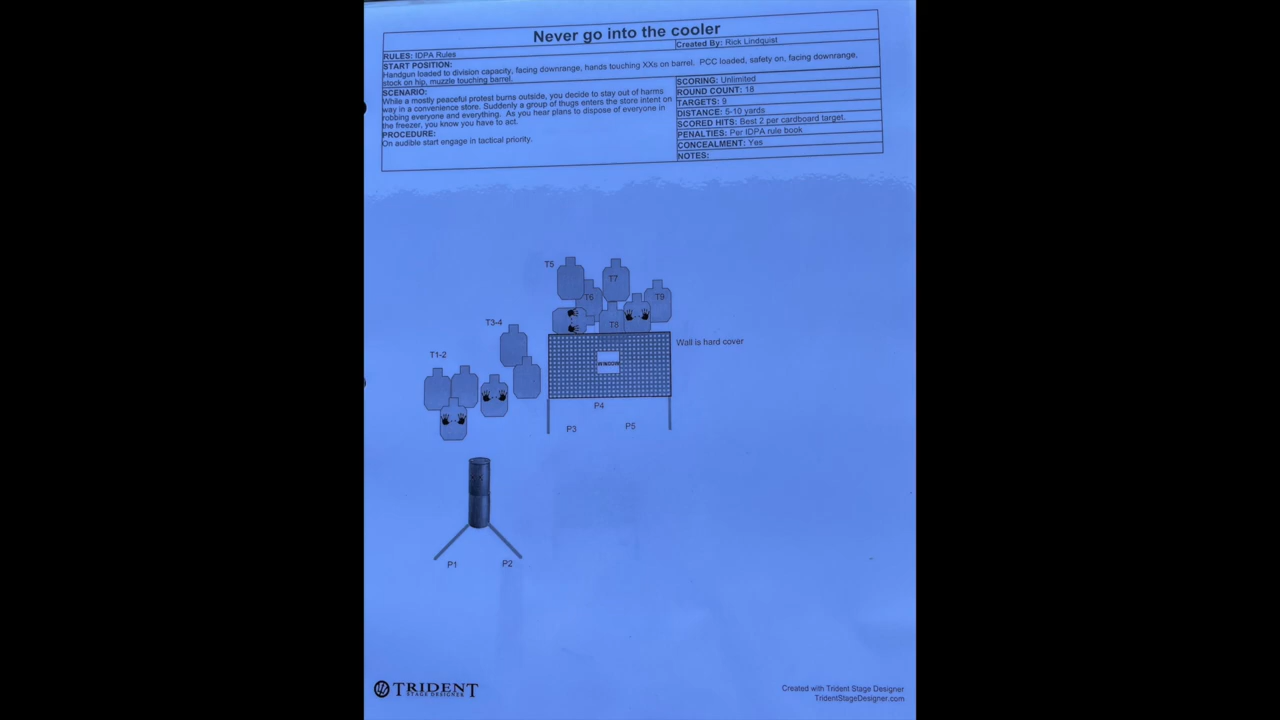 Never go into the cooler
RULES: IDPA Rules
Created By: Rick Lindquist
START POSITION:
Handgun loaded to division capacity, facing downrange, hands touching XXs on barrel. PCC loaded, safety on, facing downrange,
stock on hip, muzzle touching barrel.
SCENARIO:
While a mostly peaceful protest burns outside, you decide to stay out of harms
way in a convenience store. Suddenly a group of thugs enters the store intent on
robbing everyone and everything. As you hear plans to dispose of everyone in
the freezer, you know you have to act.
PROCEDURE:
On audible start engage in tactical priority.
SCORING: Unlimited
ROUND COUNT: 18
TARGETS: 9
DISTANCE: 5-10 yards
SCORED HITS: Best 2 per cardboard target.
PENALTIES: Per IDPA rule book
CONCEALMENT: Yes
NOTES:
T5
T7
T6
T9
T8
T3-4
Wall is hard cover
T1-2
WINDOW
P4
P3
P5
P1
P2
TRIDENT
STAGE DESIGNER
Created with Trident Stage Designer
TridentStageDesigner.com